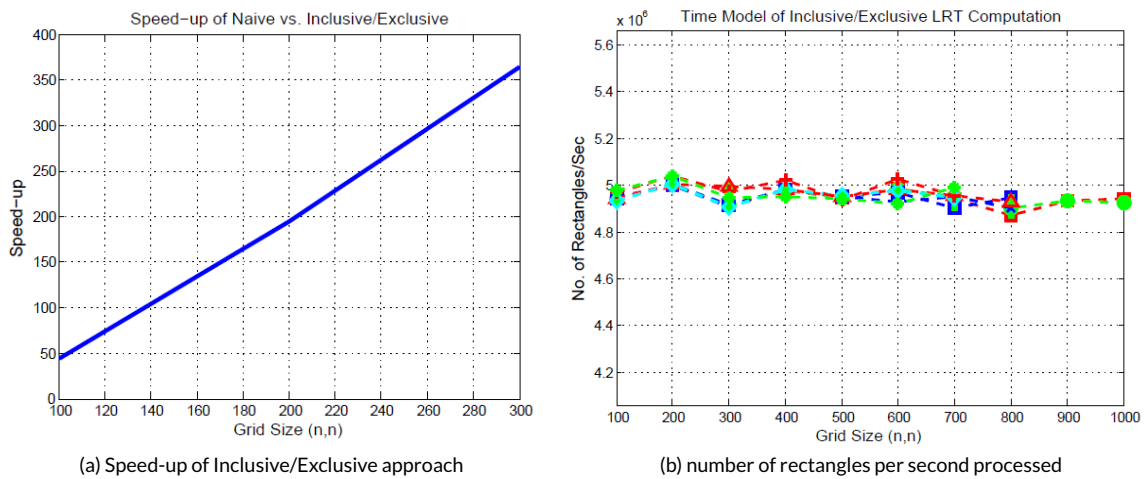 Speed-up of Naive vs. Inclusive/Exclusive
400
350
300
250
200
150
100
50
0
Speed-up
100 120 140 160 180 200 220 240 260 280 300
Grid Size (n,n)
(a) Speed-up of Inclusive/Exclusive approach
Time Model of Inclusive/Exclusive LRT Computation
x 10^6
5.6
5.4
5.2
5
4.8
4.6
4.4
4.2
No. of Rectangles/Sec
100 200 300 400 500 600 700 800 900 1000
Grid Size (n,n)
(b) number of rectangles per second processed